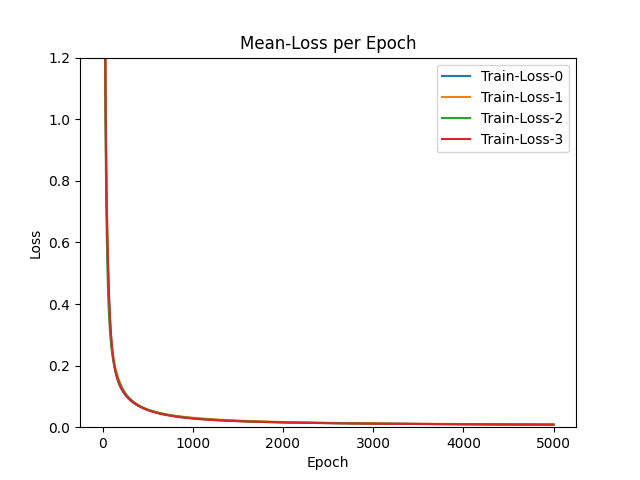 Mean-Loss per Epoch
1.2
1.0
0.8
0.6
0.4
0.2
0.0
Loss
Train-Loss-0
Train-Loss-1
Train-Loss-2
Train-Loss-3
0 1000 2000 3000 4000 5000
Epoch